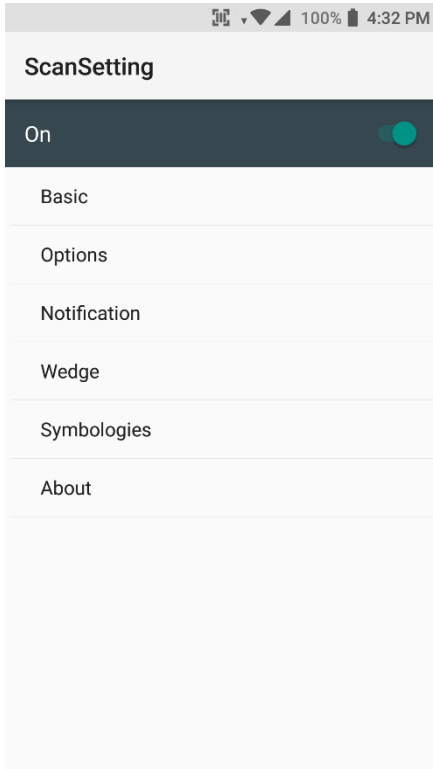 100% 4:32 PM
ScanSetting
On
Basic
Options
Notification
Wedge
Symbologies
About